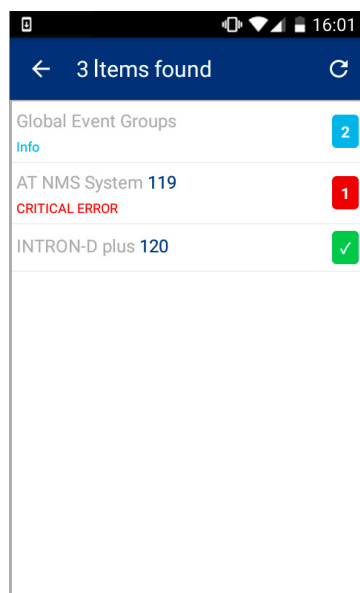 16:01
3 Items found
Global Event Groups
Info
2
AT NMS System 119
CRITICAL ERROR
1
INTRON-D plus 120